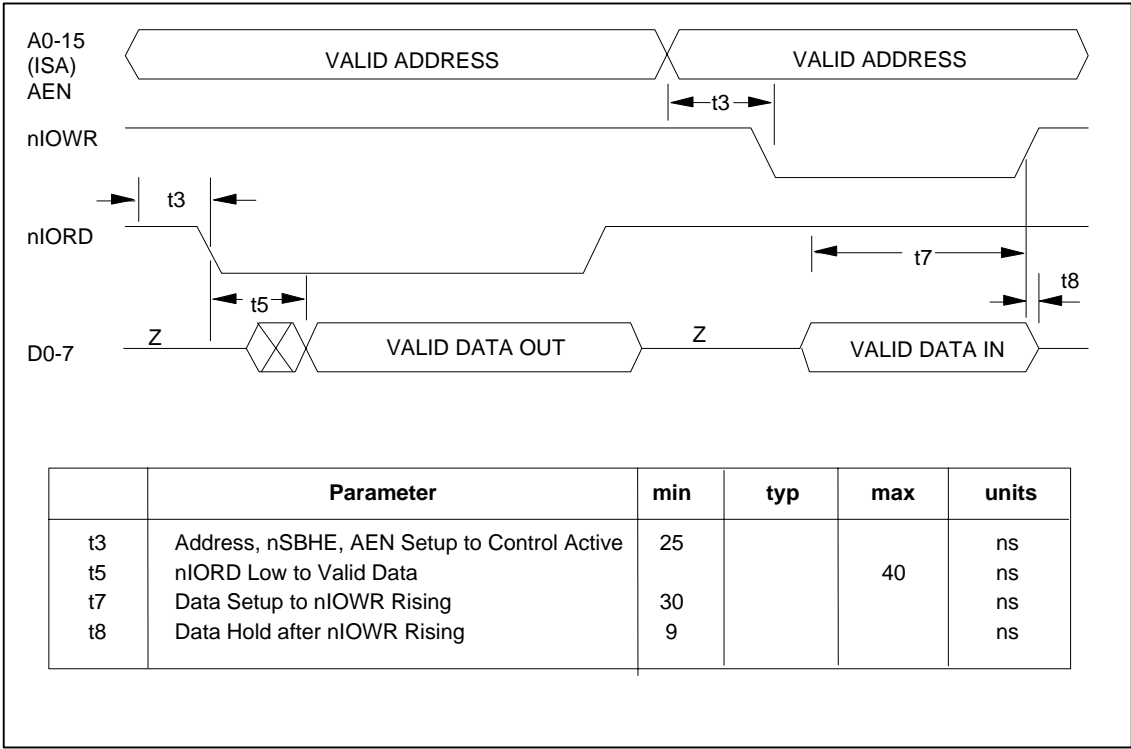 A0-15
(ISA)
AEN
VALID ADDRESS
VALID ADDRESS
t3
nIOWR
t3
nIORD
t7
t8
t5
Z
Z
D0-7
VALID DATA OUT
VALID DATA IN
Parameter min typ max units
t3 Address, nSBHE, AEN Setup to Control Active 25 ns
t5 nIORD Low to Valid Data 40 ns
t7 Data Setup to nIOWR Rising 30 ns
t8 Data Hold after nIOWR Rising 9 ns